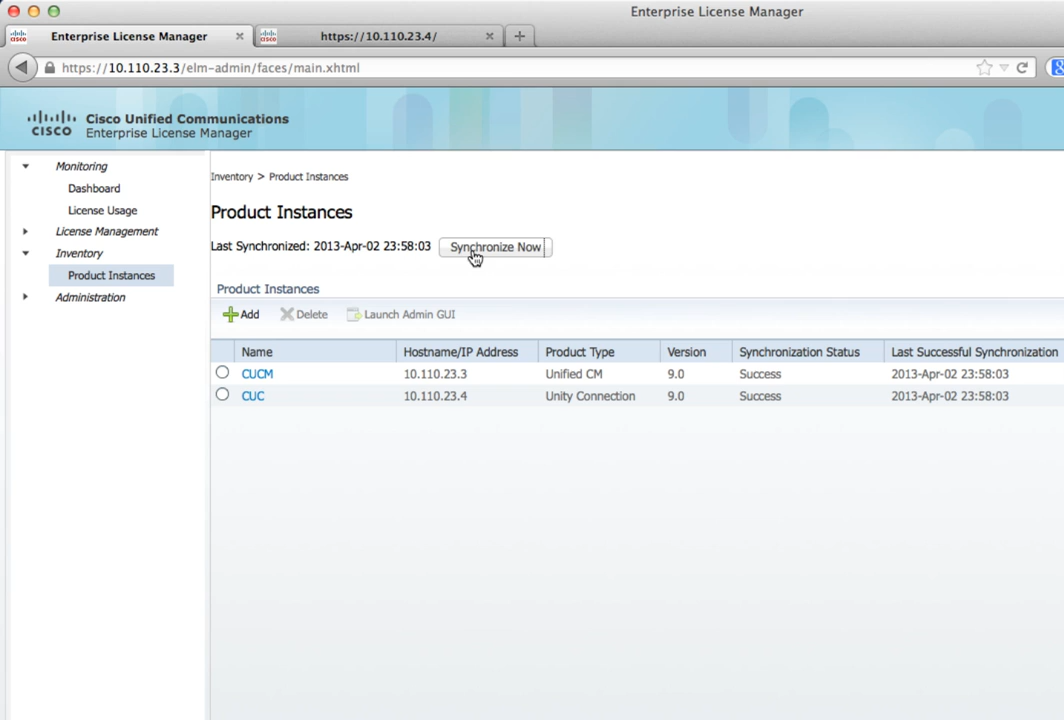 Enterprise License Manager
Enterprise License Manager
https://10.110.23.4/
https://10.110.23.3/elm-admin/faces/main.xhtml
CISCO
Cisco Unified Communications
Enterprise License Manager
Monitoring
Dashboard
License Usage
License Management
Inventory
Product Instances
Administration
Inventory > Product Instances
Product Instances
Last Synchronized: 2013-Apr-02 23:58:03 Synchronize Now
Product Instances
Add Delete Launch Admin GUI
Name Hostname/IP Address Product Type Version Synchronization Status Last Successful Synchronization
CUCM 10.110.23.3 Unified CM 9.0 Success 2013-Apr-02 23:58:03
CUC 10.110.23.4 Unity Connection 9.0 Success 2013-Apr-02 23:58:03